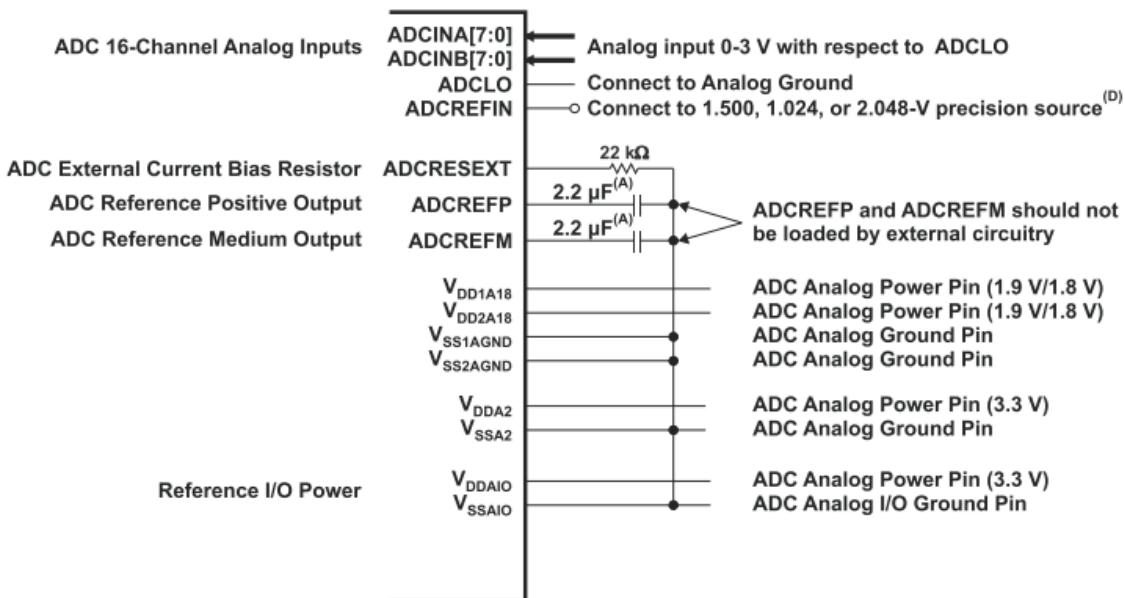 ADC 16-Channel Analog Inputs
ADCINA[7:0]
ADCINB[7:0]
Analog input 0-3 V with respect to ADCLO
ADCLO
Connect to Analog Ground
ADCREFIN
Connect to 1.500, 1.024, or 2.048-V precision source(D)
ADC External Current Bias Resistor
ADCRESEXT
22 kΩ
ADC Reference Positive Output
ADCREFP
2.2 µF(A)
ADC Reference Medium Output
ADCREFM
2.2 µF(A)
ADCREFP and ADCREFM should not
be loaded by external circuitry
VDD1A18
ADC Analog Power Pin (1.9 V/1.8 V)
VDD2A18
ADC Analog Power Pin (1.9 V/1.8 V)
VSS1AGND
ADC Analog Ground Pin
VSS2AGND
ADC Analog Ground Pin
VDDA2
ADC Analog Power Pin (3.3 V)
VSSA2
ADC Analog Ground Pin
Reference I/O Power
VDDAIO
ADC Analog Power Pin (3.3 V)
VSSAIO
ADC Analog I/O Ground Pin